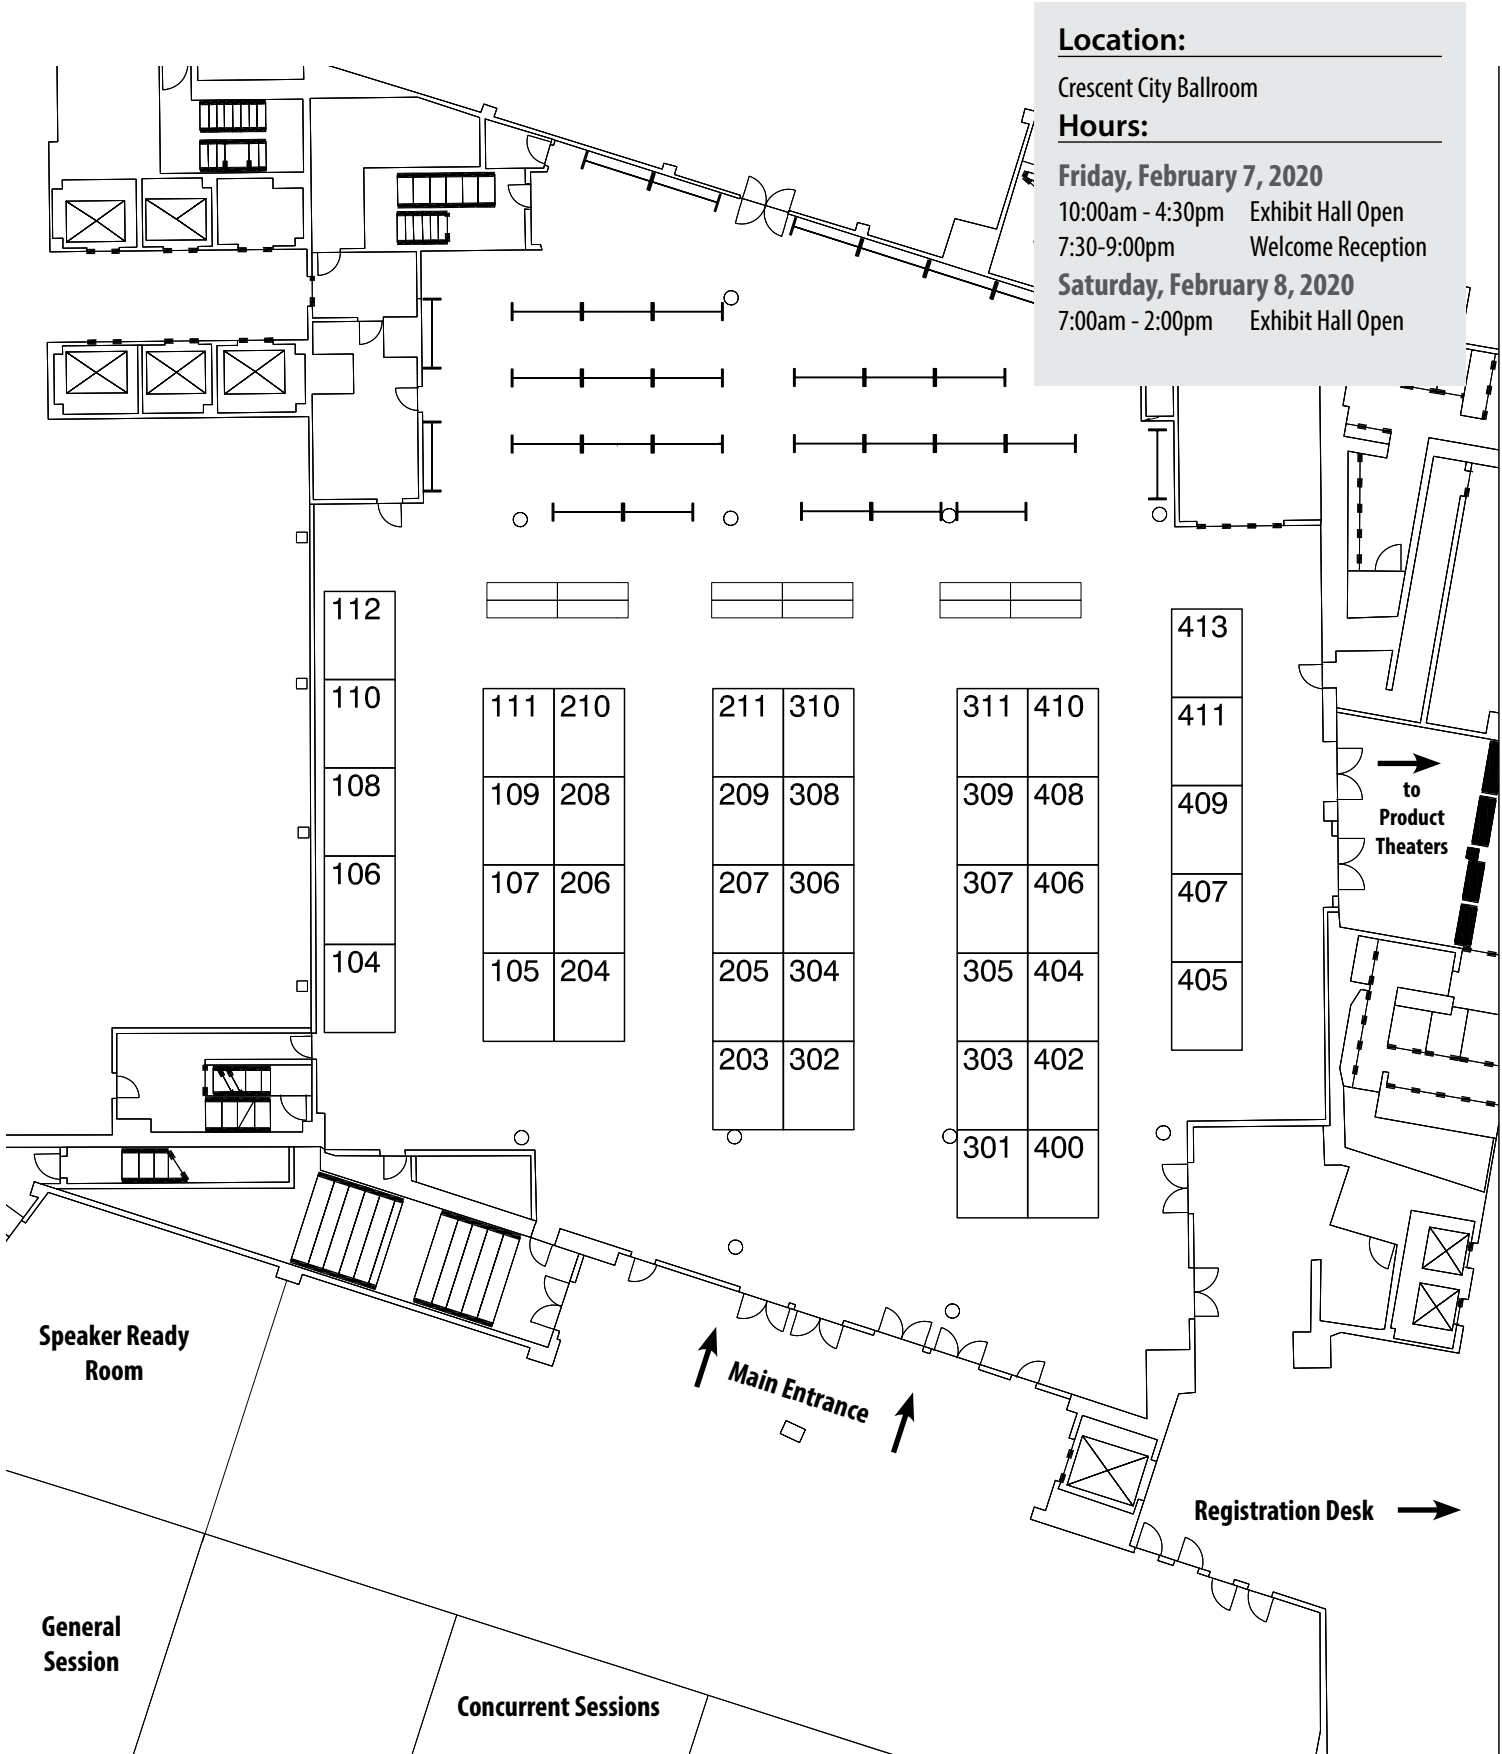 Location:
Crescent City Ballroom
Hours:
Friday, February 7, 2020
10:00am - 4:30pm Exhibit Hall Open
7:30-9:00pm Welcome Reception
Saturday, February 8, 2020
7:00am - 2:00pm Exhibit Hall Open
112
110
108
106
104
111 210
109 208
107 206
105 204
211 310
209 308
207 306
205 304
203 302
311 410
309 408
307 406
305 404
303 402
301 400
413
411
409
407
405
to
Product
Theaters
Speaker Ready
Room
Main Entrance
Registration Desk
General
Session
Concurrent Sessions